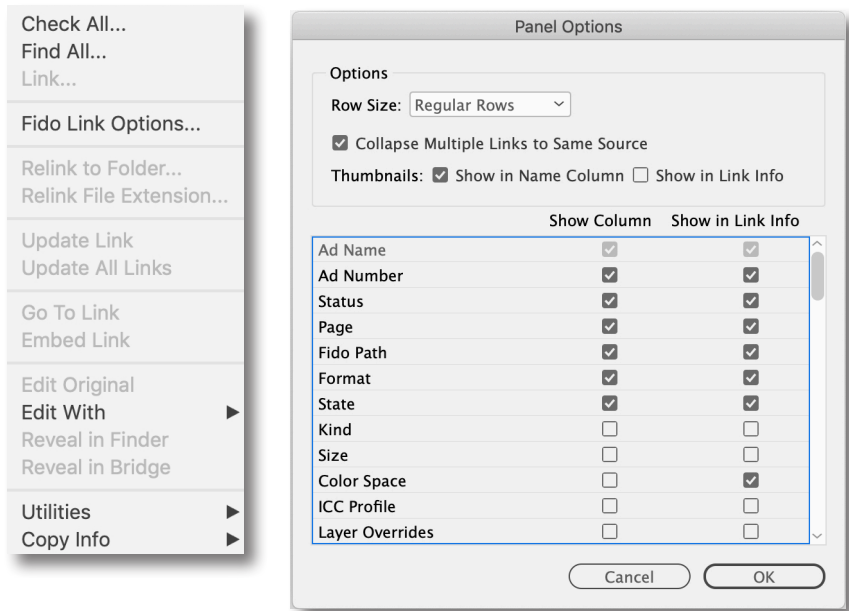 Check All...
Find All...
Link...
Fido Link Options...
Relink to Folder...
Relink File Extension...
Update Link
Update All Links
Go To Link
Embed Link
Edit Original
Edit With
Reveal in Finder
Reveal in Bridge
Utilities
Copy Info
Panel Options
Options
Row Size: Regular Rows
Collapse Multiple Links to Same Source
Thumbnails: Show in Name Column Show in Link Info
Show Column Show in Link Info
Ad Name
Ad Number
Status
Page
Fido Path
Format
State
Kind
Size
Color Space
ICC Profile
Layer Overrides
Cancel OK